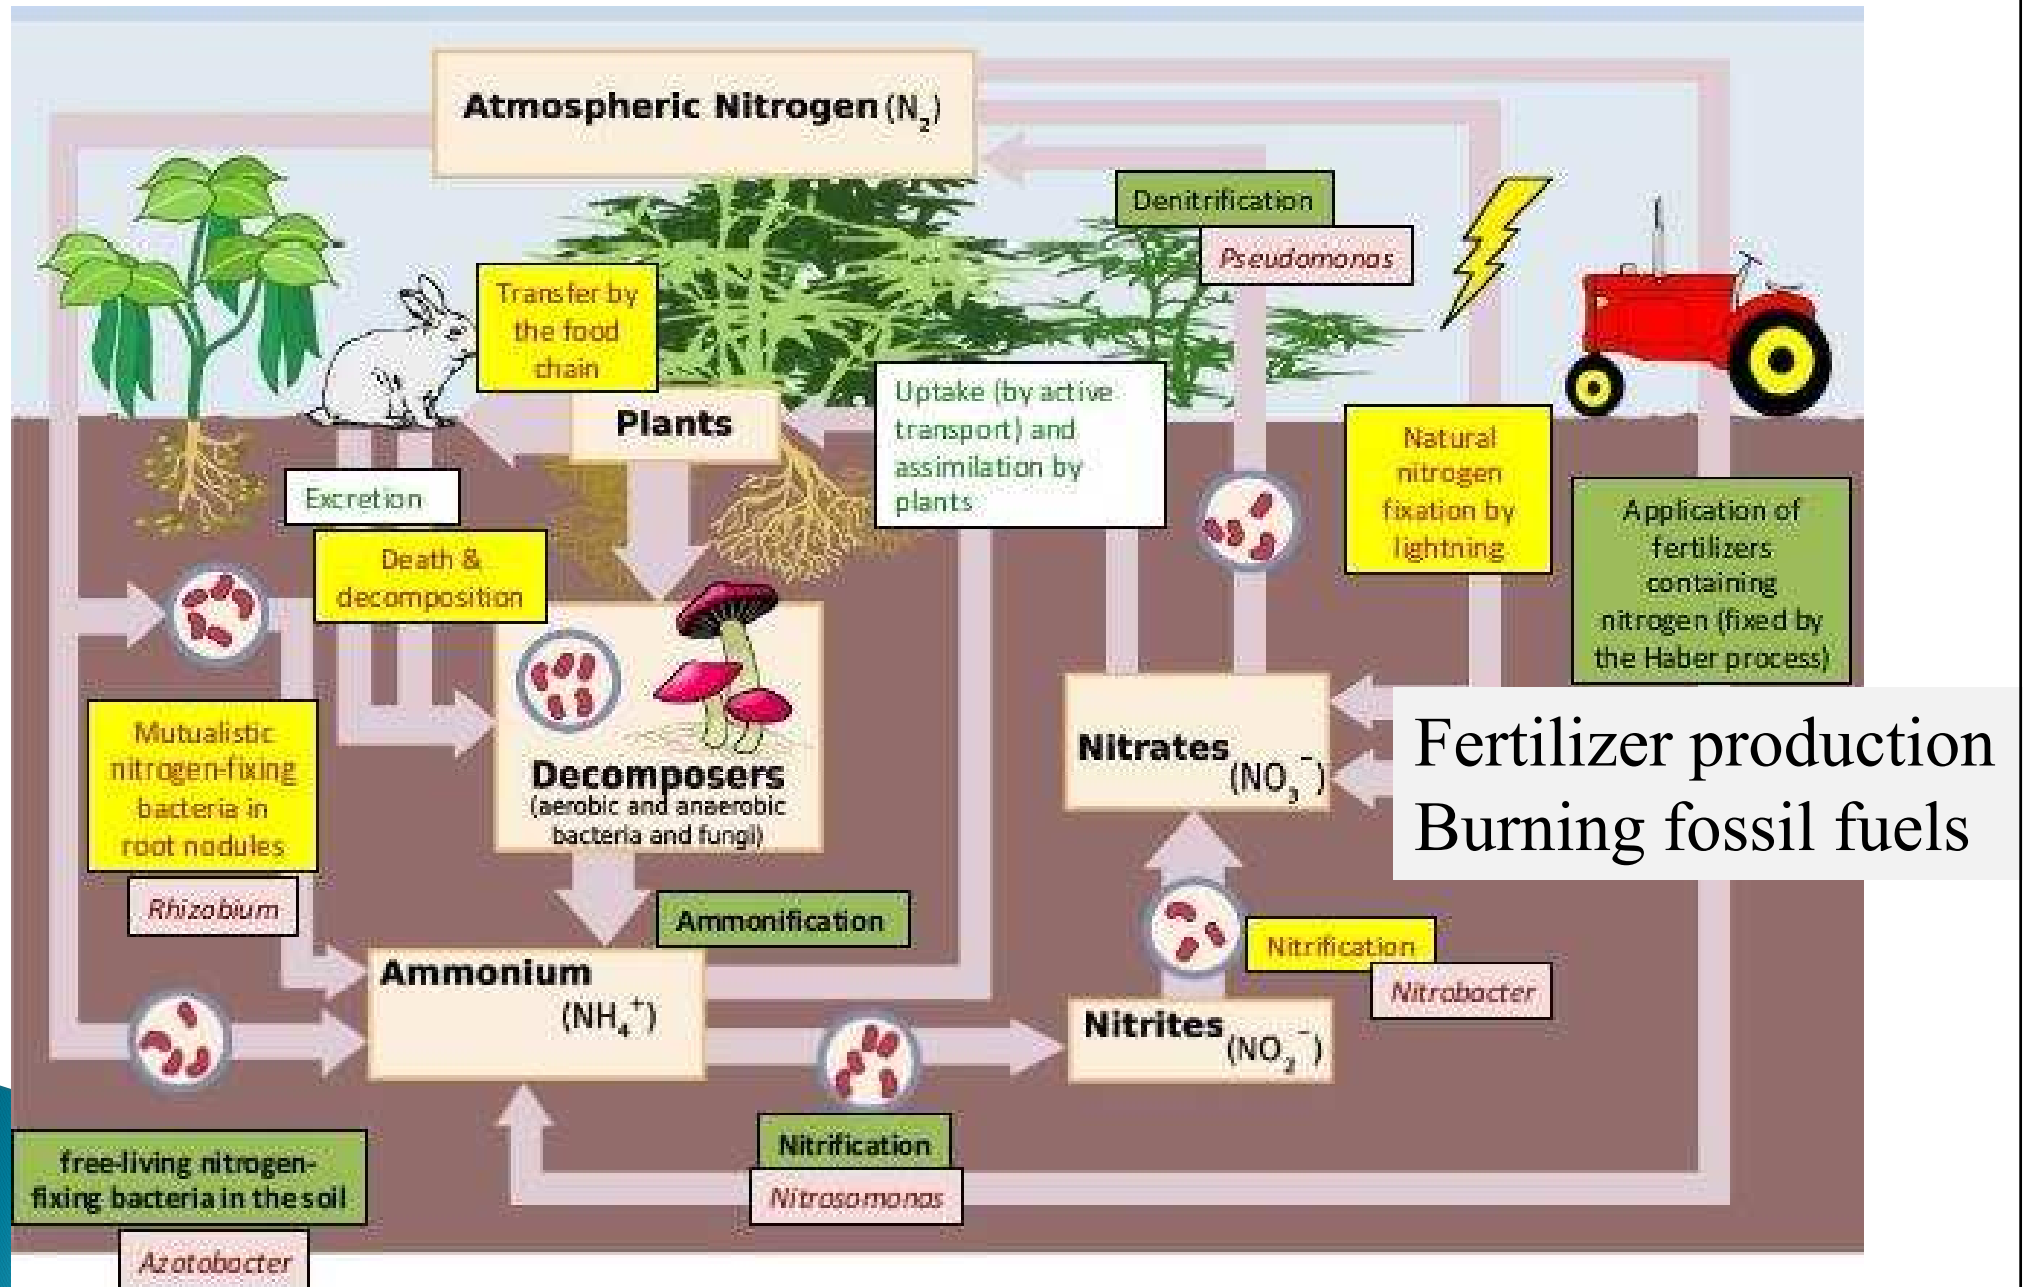 Atmospheric Nitrogen (N₂)
Denitrification
Pseudomonas
Transfer by
the food
chain
Plants
Uptake (by active
transport) and
assimilation by
plants
Natural
nitrogen
fixation by
lightning
Excretion
Application of
fertilizers
containing
nitrogen (fixed by
the Haber process)
Death &
decomposition
Mutualistic
nitrogen-fixing
bacteria in
root nodules
Rhizobium
Decomposers
(aerobic and anaerobic
bacteria and fungi)
Nitrates
(NO₃⁻)
Fertilizer production
Burning fossil fuels
Ammonification
Nitrification
Nitrobacter
Ammonium
(NH₄⁺)
Nitrites
(NO₂⁻)
Nitrification
Nitrosomonas
free-living nitrogen-
fixing bacteria in the soil
Azotobacter